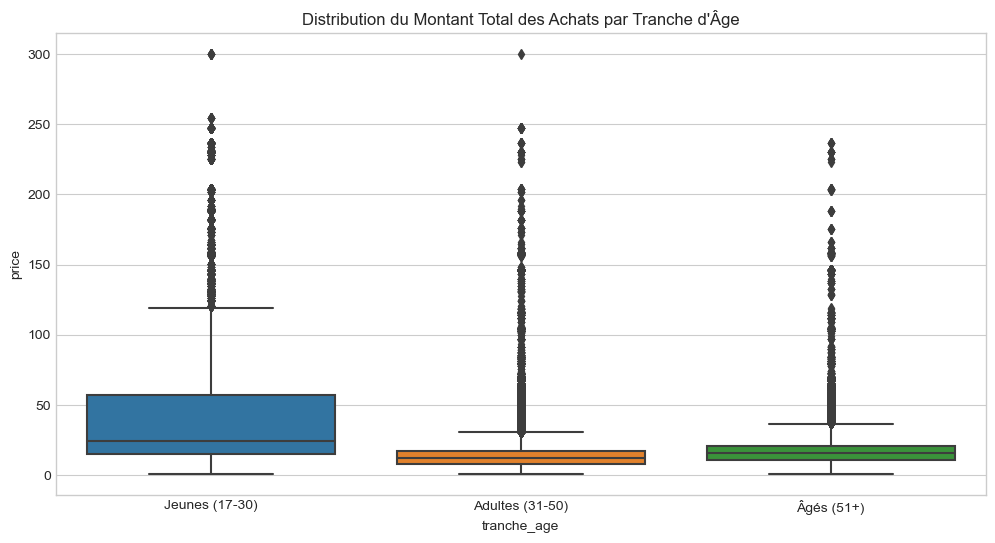 Distribution du Montant Total des Achats par Tranche d'Âge
price
300
250
200
150
100
50
0
Jeunes (17-30)
Adultes (31-50)
Âgés (51+)
tranche_age